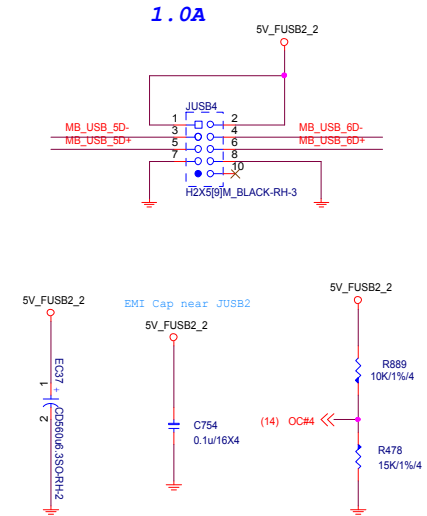 1.0A
5V_FUSB2_2
JUSB4
1 2
MB_USB_5D- 3 4 MB_USB_6D-
MB_USB_5D+ 5 6 MB_USB_6D+
7 8
10
H2X5[9]M_BLACK-RH-3
5V_FUSB2_2
EMI Cap near JUSB2
5V_FUSB2_2
5V_FUSB2_2
1 2
EC37 +
CD560u6.3SO-RH-2
C754
0.1u/16X4
R889
10K/1%/4
(14) OC#4
R478
15K/1%/4